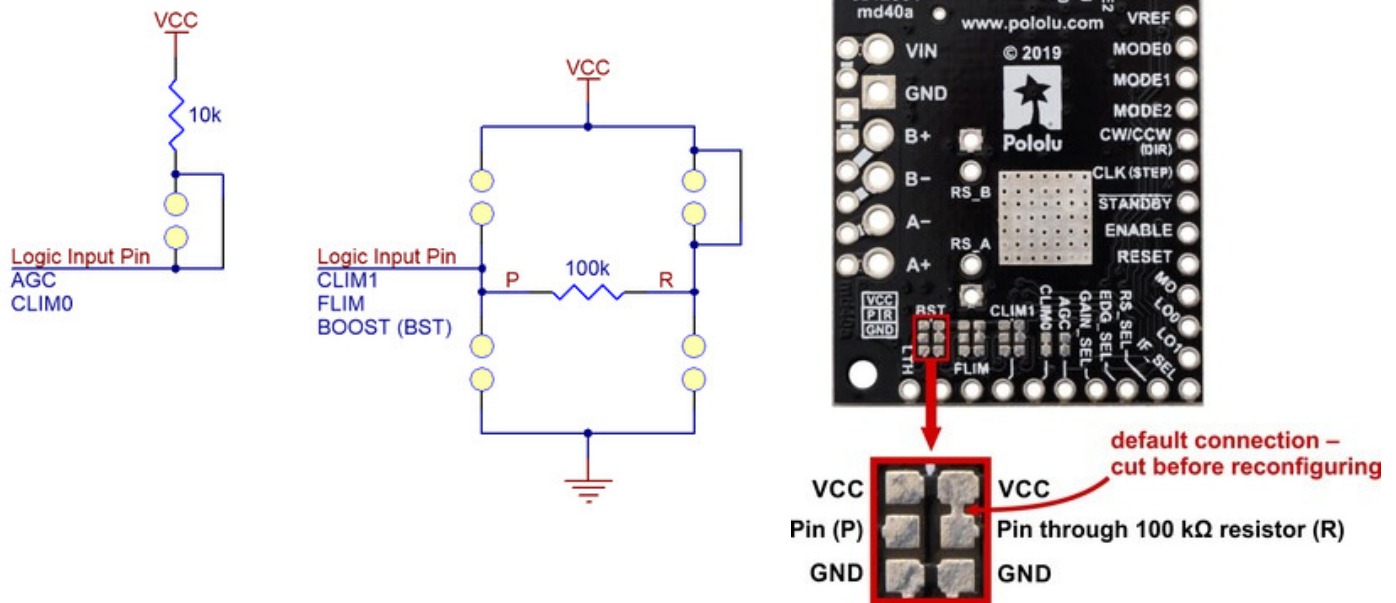 VCC
10k
Logic Input Pin
AGC
CLIM0
VCC
Logic Input Pin
CLIM1
FLIM
BOOST (BST)
P
100k
R
md40a
www.pololu.com
© 2019
Pololu
VIN
GND
B+
B−
A−
A+
RS_B
RS_A
VREF
MODE0
MODE1
MODE2
CW/CCW
(DIR)
CLK (STEP)
STANDBY
ENABLE
RESET
MO
LO0
LO1
md40a
VCC
P R
GND
BST
LTH
FLIM
CLIM1
CLIM0
AGC
GAIN_SEL
EDG_SEL
RS_SEL
IF_SEL
default connection –
cut before reconfiguring
VCC
VCC
Pin (P)
Pin through 100 kΩ resistor (R)
GND
GND